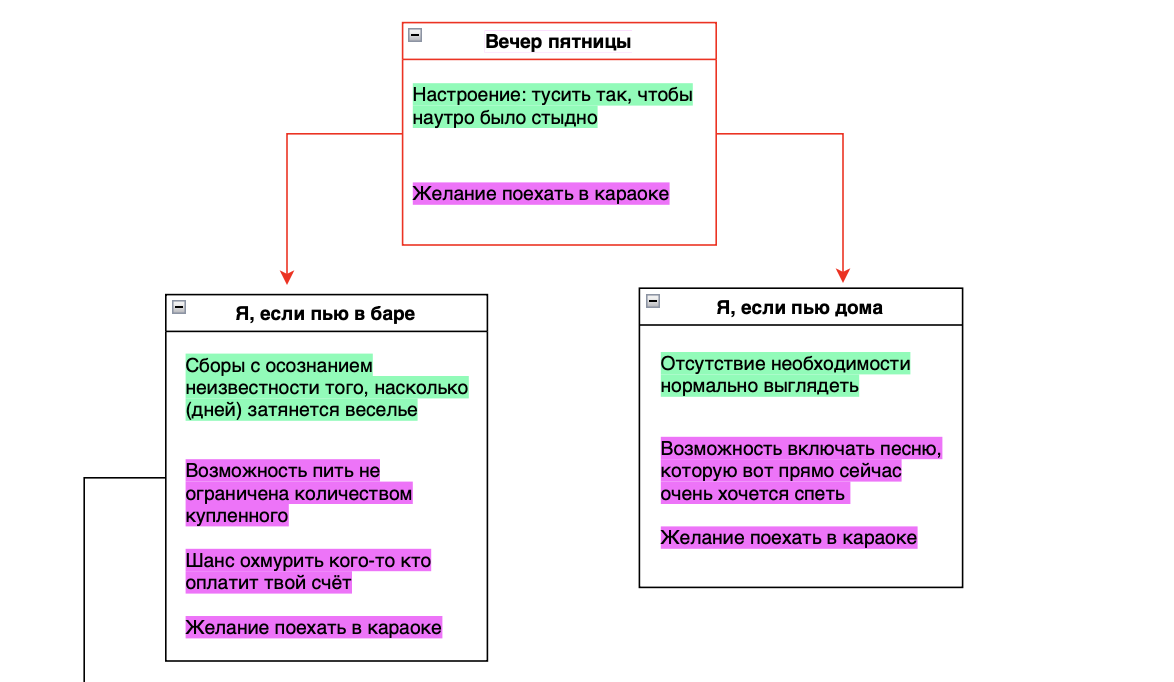 Вечер пятницы
Настроение: тусить так, чтобы
наутро было стыдно
Желание поехать в караоке
Я, если пью в баре
Сборы с осознанием
неизвестности того, насколько
(дней) затянется веселье
Возможность пить не
ограничена количеством
купленного
Шанс охмурить кого-то кто
оплатит твой счёт
Желание поехать в караоке
Я, если пью дома
Отсутствие необходимости
нормально выглядеть
Возможность включать песню,
которую вот прямо сейчас
очень хочется спеть
Желание поехать в караоке